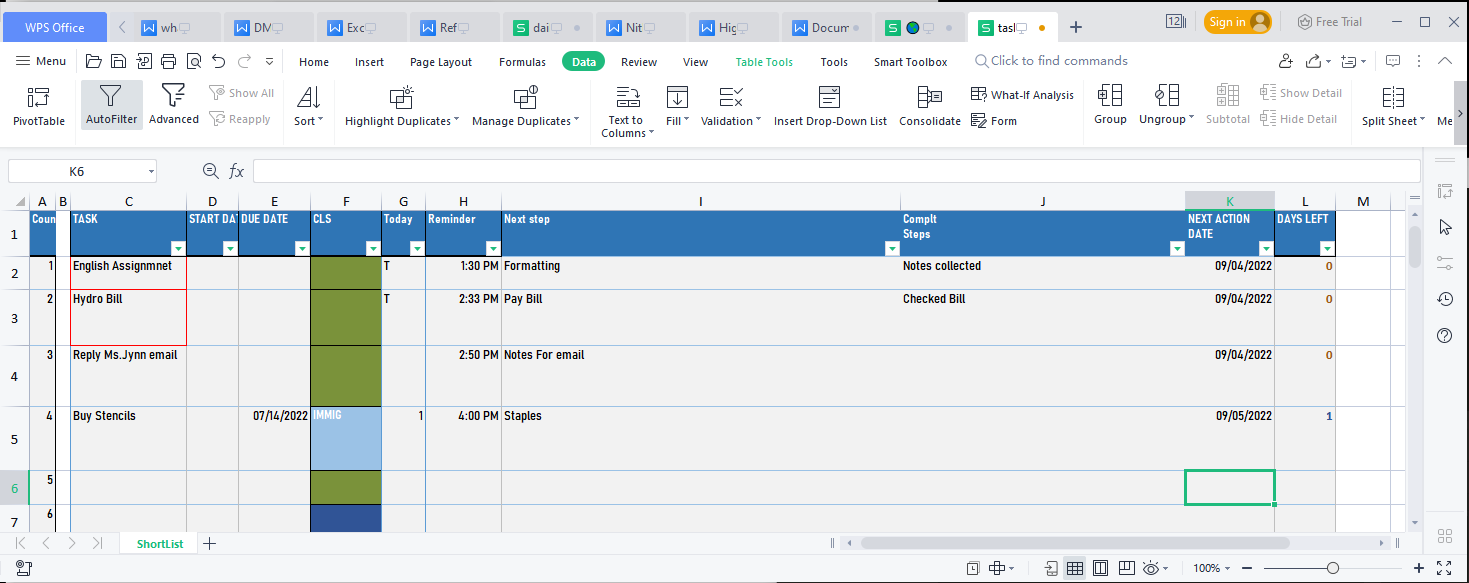 WPS Office wh DM Exc Ref dai Nit Hig Docum tasl + 12 Sign in Free Trial
Menu Home Insert Page Layout Formulas Data Review View Table Tools Tools Smart Toolbox Click to find commands
PivotTable AutoFilter Advanced Show All Reapply Sort Highlight Duplicates Manage Duplicates Text to Columns Fill Validation Insert Drop-Down List Consolidate What-If Analysis Form Group Ungroup Subtotal Show Detail Hide Detail Split Sheet Me
K6 fx
A B C D E F G H I J K L M
1 Coun TASK START DAT DUE DATE CLS Today Reminder Next step Complt Steps NEXT ACTION DATE DAYS LEFT
2 1 English Assignmnet T 1:30 PM Formatting Notes collected 09/04/2022 0
3 2 Hydro Bill T 2:33 PM Pay Bill Checked Bill 09/04/2022 0
4 3 Reply Ms.Jynn email 2:50 PM Notes For email 09/04/2022 0
5 4 Buy Stencils 07/14/2022 IMMIG 1 4:00 PM Staples 09/05/2022 1
6 5
7 6
ShortList
100%